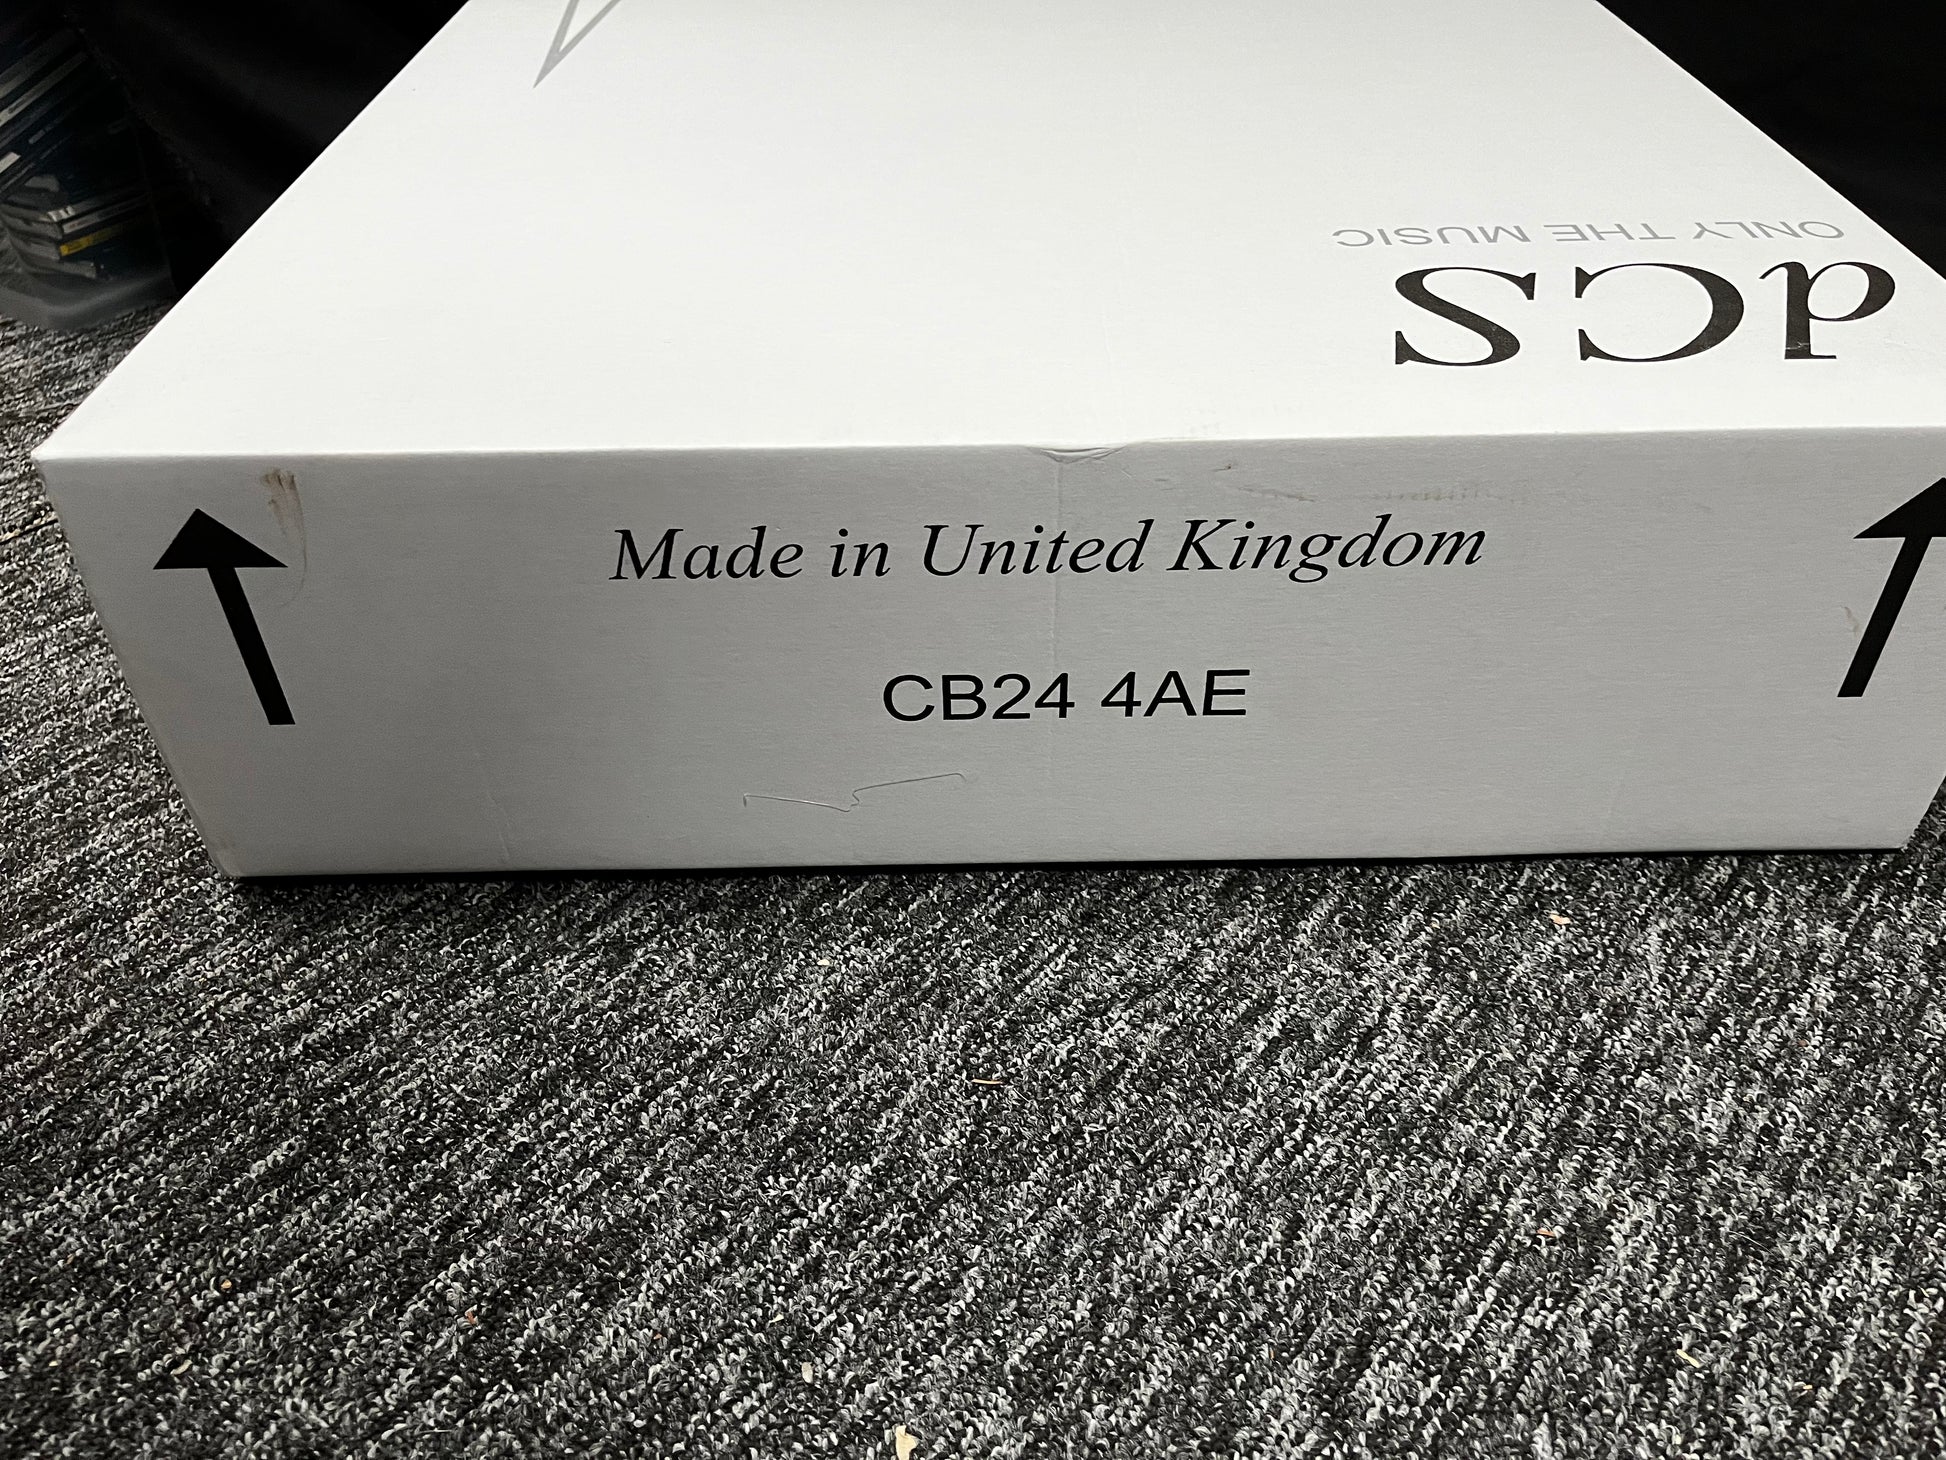 ONLY THE MUSIC
dCS
Made in United Kingdom
CB24 4AE